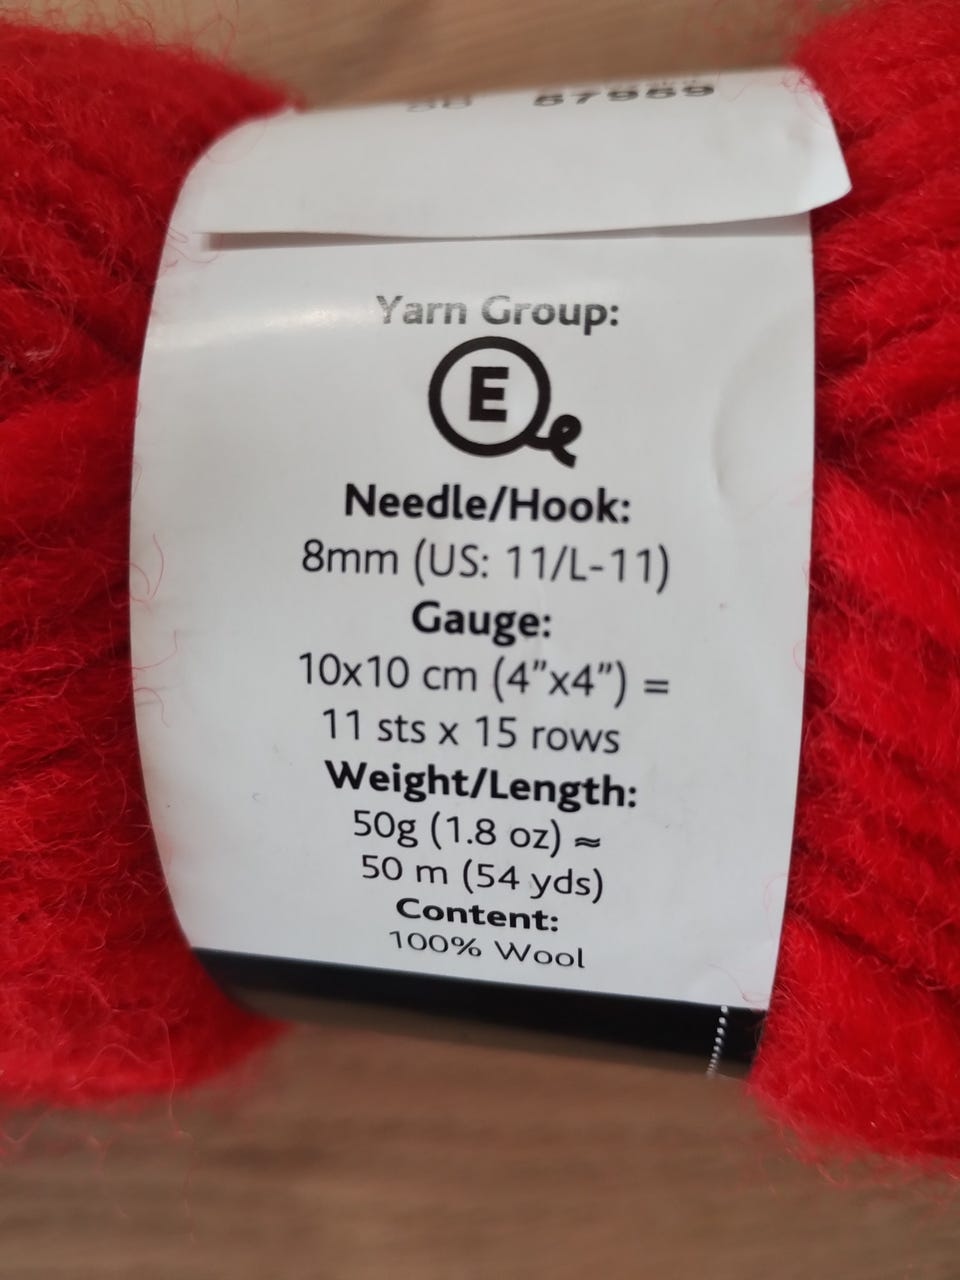 57959
Yarn Group:
E
Needle/Hook:
8mm (US: 11/L-11)
Gauge:
10x10 cm (4”x4”) =
11 sts x 15 rows
Weight/Length:
50g (1.8 oz) ≈
50 m (54 yds)
Content:
100% Wool